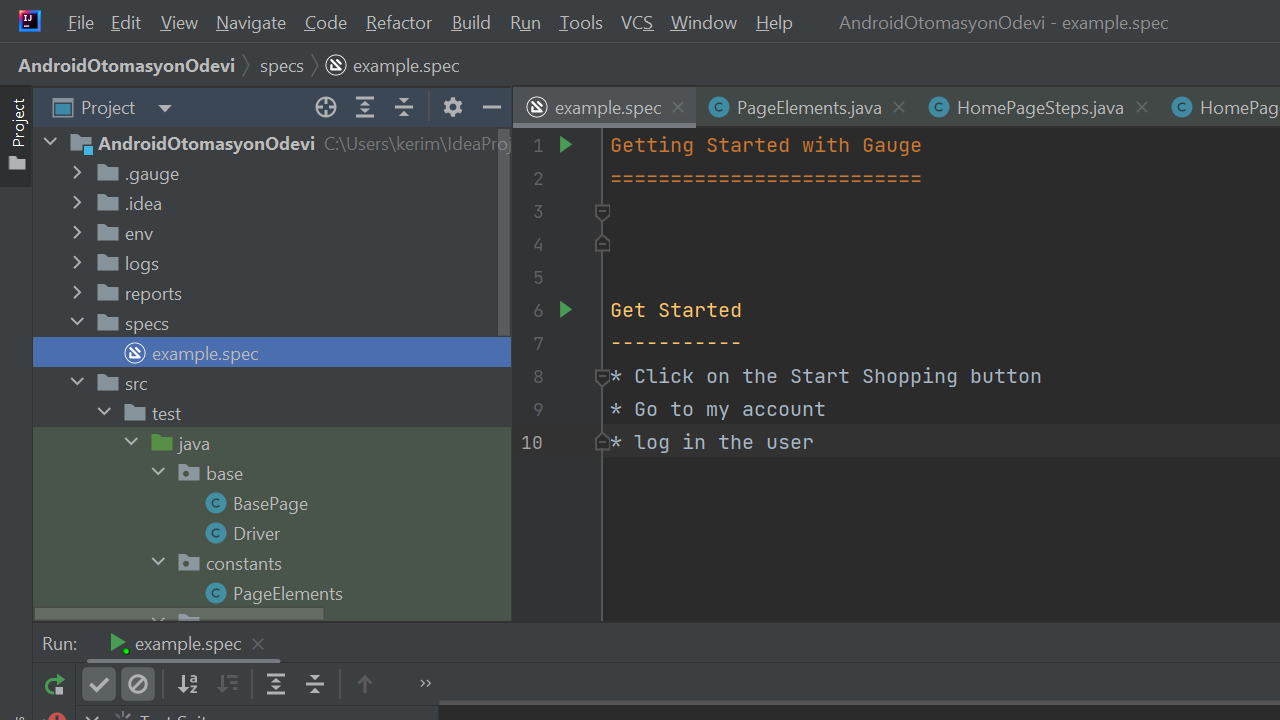 File Edit View Navigate Code Refactor Build Run Tools VCS Window Help AndroidOtomasyonOdevi - example.spec
AndroidOtomasyonOdevi specs example.spec
Project
Project
example.spec
PageElements.java
HomePageSteps.java
HomePag
AndroidOtomasyonOdevi C:\Users\kerim\IdeaProj
.gauge
.idea
env
logs
reports
specs
example.spec
src
test
java
base
BasePage
Driver
constants
PageElements
1 Getting Started with Gauge
2 ==========================
3
4
5
6 Get Started
7 -----------
8 * Click on the Start Shopping button
9 * Go to my account
10 * log in the user
Run: example.spec